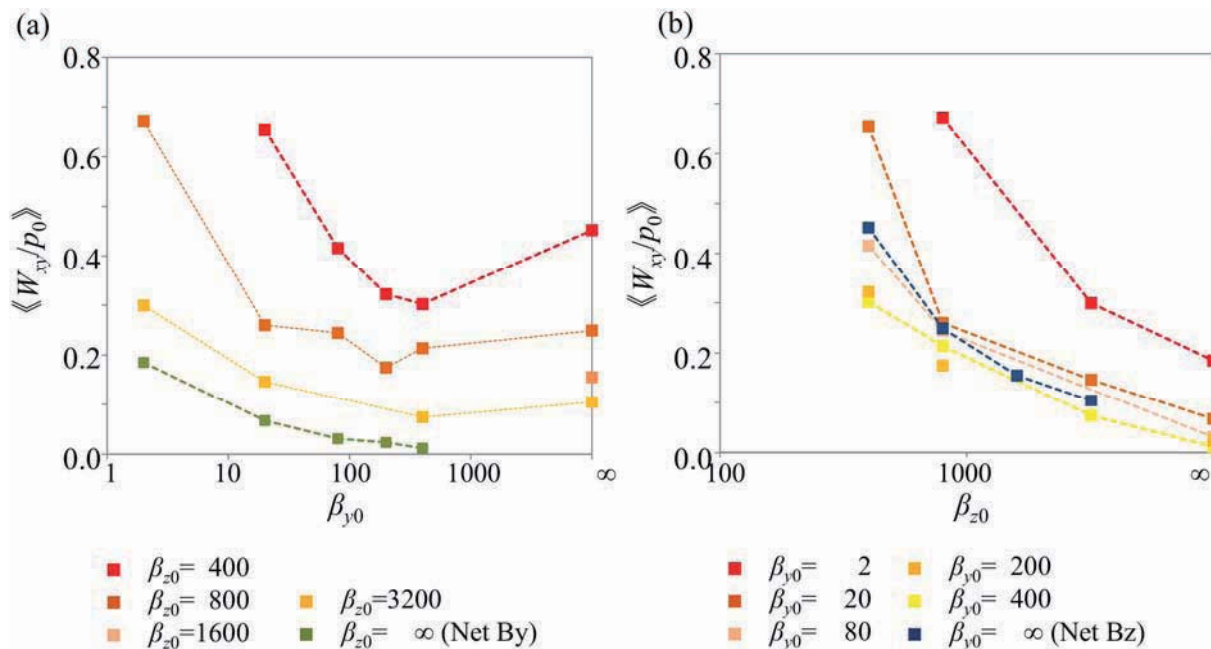 (a)
(b)
0.8
0.6
0.4
0.2
0.0
⟪W_xy/p_0⟫
1 10 100 1000 ∞
β_y0
0.8
0.6
0.4
0.2
0.0
⟪W_xy/p_0⟫
100 1000 ∞
β_z0
β_z0= 400
β_z0= 800
β_z0=1600
β_z0=3200
β_z0= ∞ (Net By)
β_y0= 2
β_y0= 20
β_y0= 80
β_y0= 200
β_y0= 400
β_y0= ∞ (Net Bz)